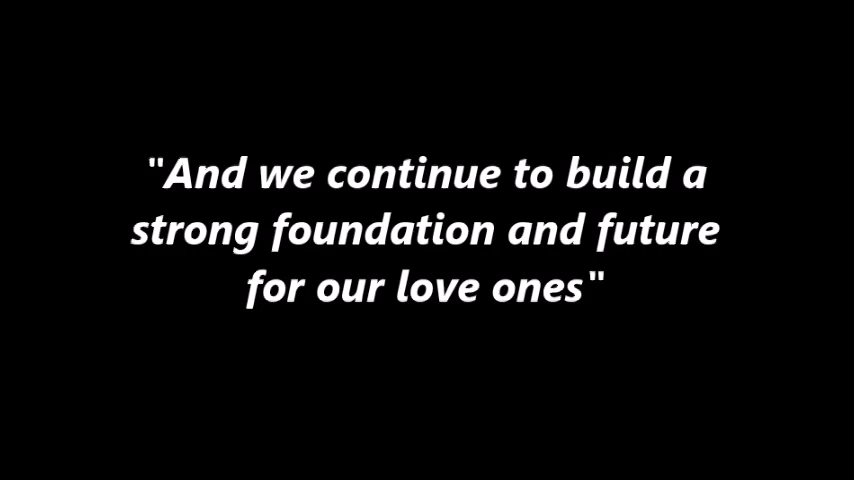 "And we continue to build a
strong foundation and future
for our love ones"